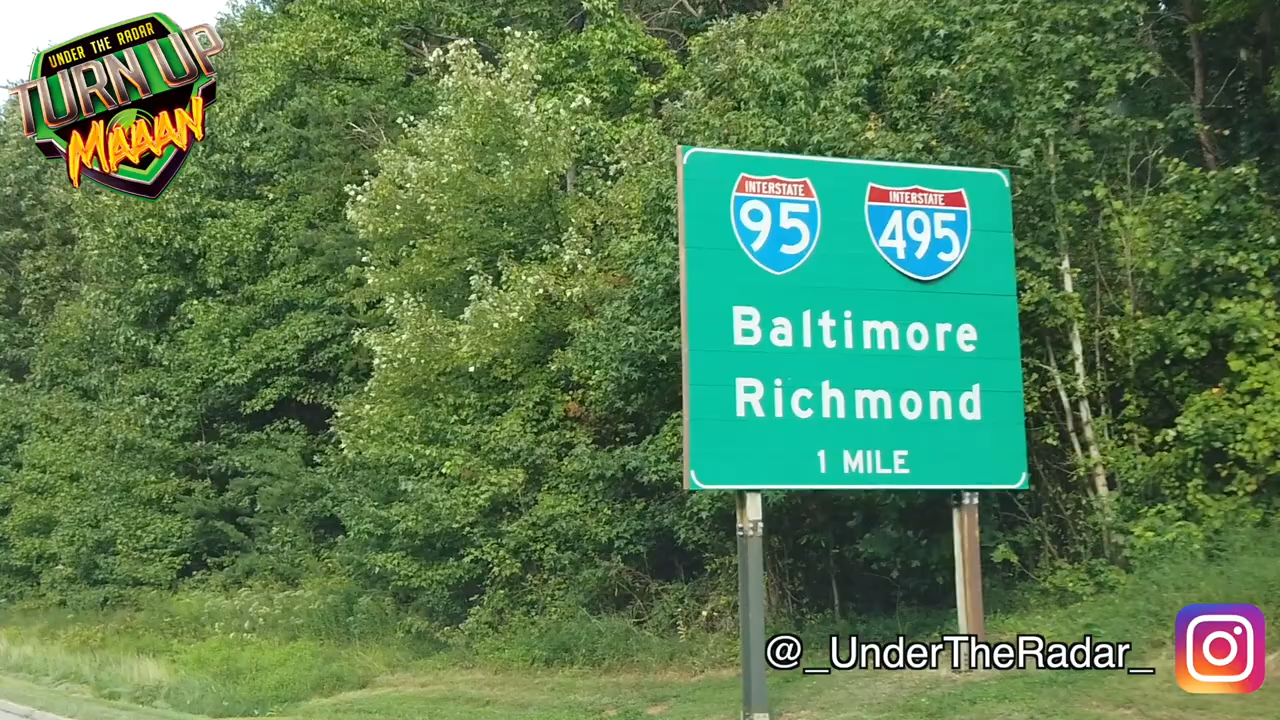 UNDER THE RADAR
TURN UP
MAAAN
INTERSTATE
95
INTERSTATE
495
Baltimore
Richmond
1 MILE
@_UnderTheRadar_